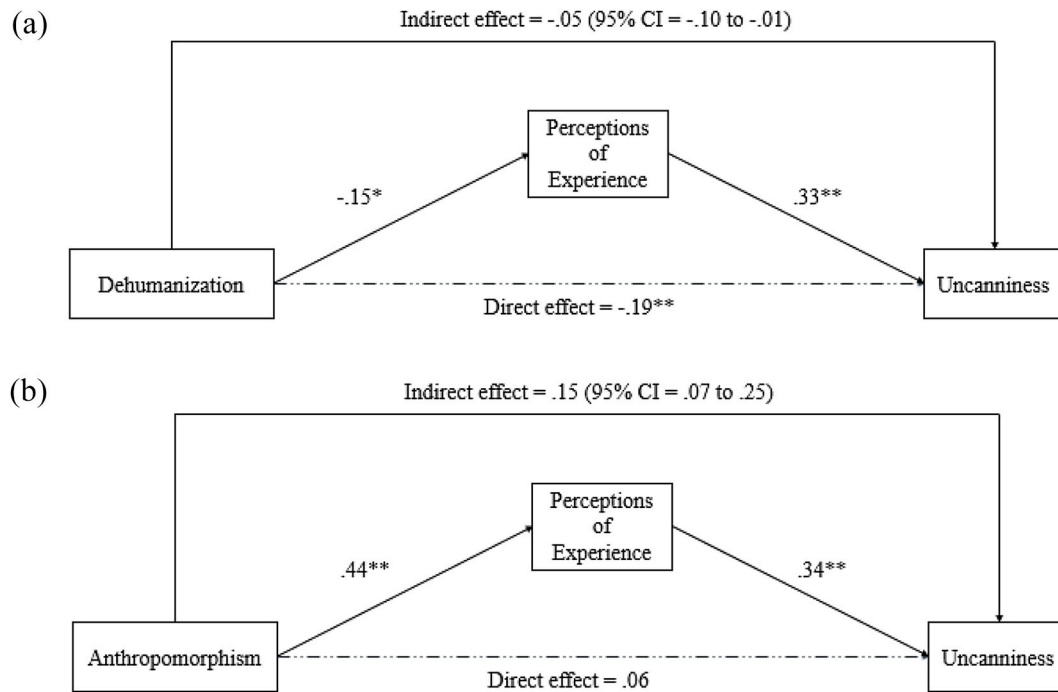 (a)
Indirect effect = -.05 (95% CI = -.10 to -.01)
Perceptions
of
Experience
-.15*
.33**
Dehumanization
Uncanniness
Direct effect = -.19**
(b)
Indirect effect = .15 (95% CI = .07 to .25)
Perceptions
of
Experience
.44**
.34**
Anthropomorphism
Uncanniness
Direct effect = .06